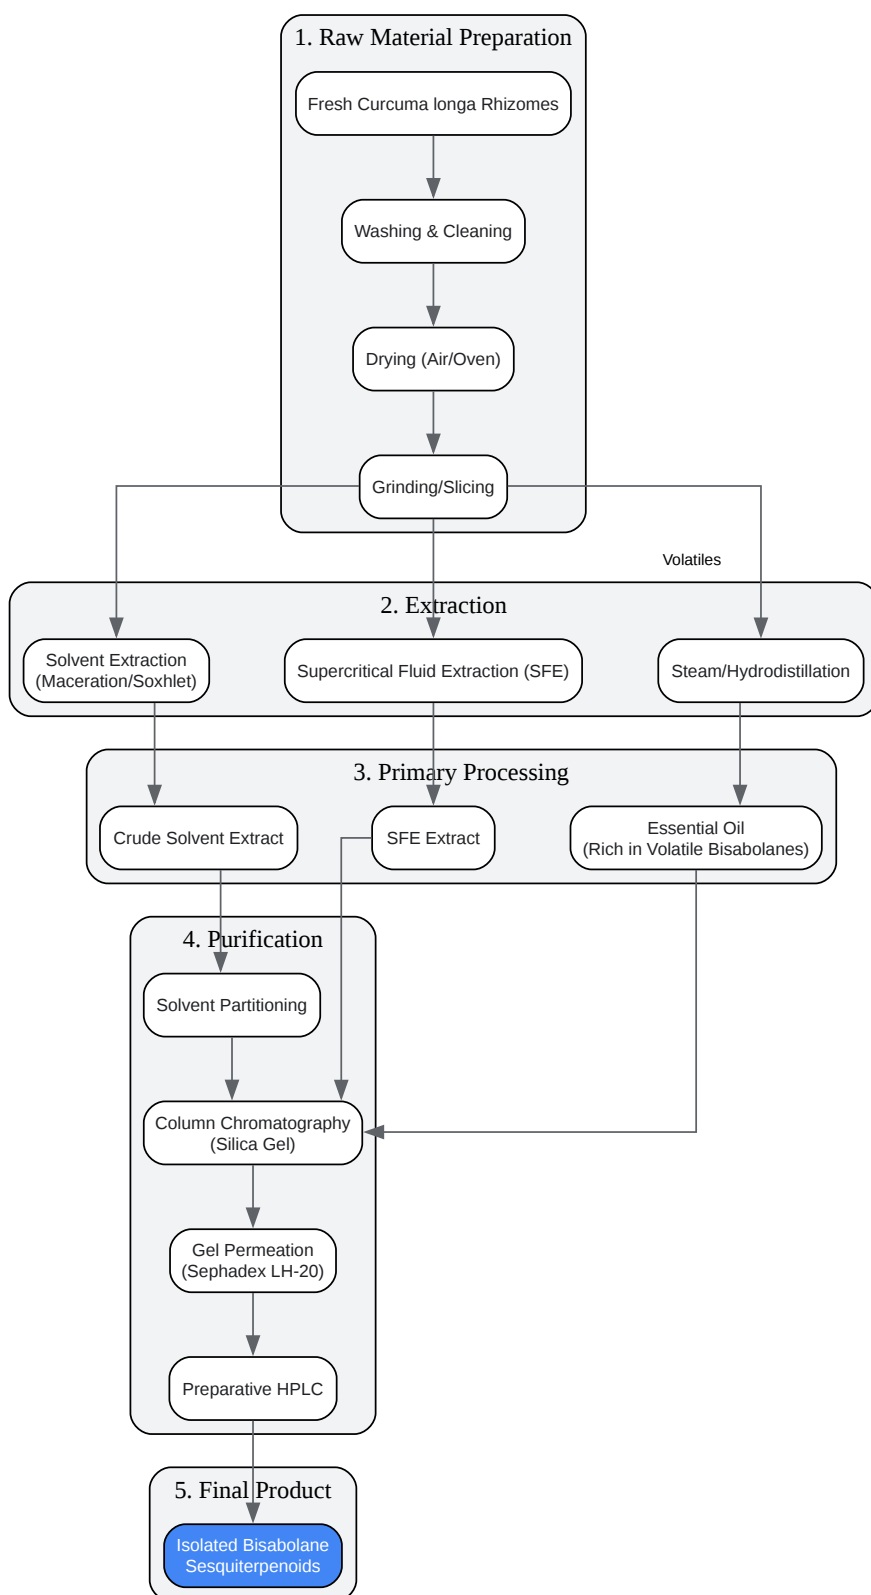 1. Raw Material Preparation
Fresh Curcuma longa Rhizomes
Washing & Cleaning
Drying (Air/Oven)
Grinding/Slicing
Volatiles
2. Extraction
Solvent Extraction
(Maceration/Soxhlet)
Supercritical Fluid Extraction (SFE)
Steam/Hydrodistillation
3. Primary Processing
Crude Solvent Extract
SFE Extract
Essential Oil
(Rich in Volatile Bisabolanes)
4. Purification
Solvent Partitioning
Column Chromatography
(Silica Gel)
Gel Permeation
(Sephadex LH-20)
Preparative HPLC
5. Final Product
Isolated Bisabolane
Sesquiterpenoids